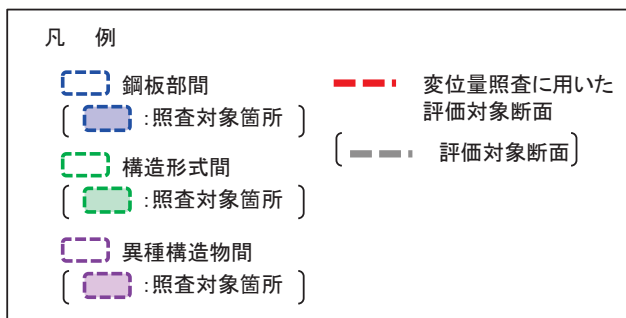 凡 例
鋼板部間
( :照査対象箇所 )
構造形式間
( :照査対象箇所 )
異種構造物間
( :照査対象箇所 )
変位量照査に用いた
評価対象断面
( 評価対象断面 )